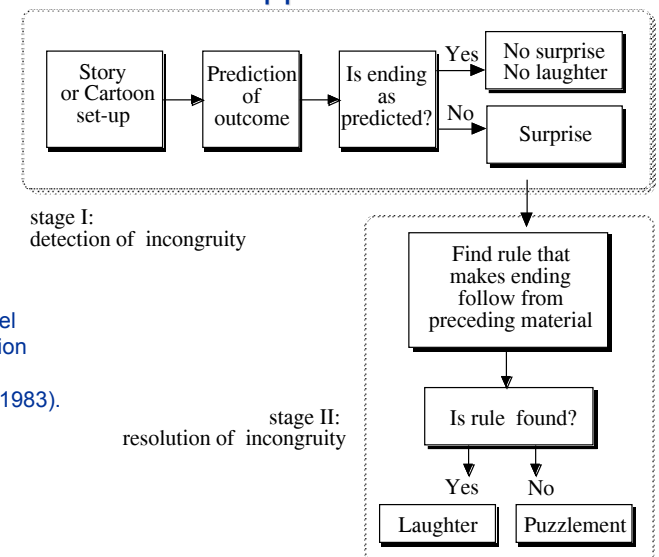 Story
or Cartoon
set-up
Prediction
of
outcome
Is ending
as
predicted?
Yes
No surprise
No laughter
No
Surprise
stage I:
detection of incongruity
Find rule that
makes ending
follow from
preceding material
1983).
stage II:
resolution of incongruity
Is rule found?
Yes
No
Laughter
Puzzlement